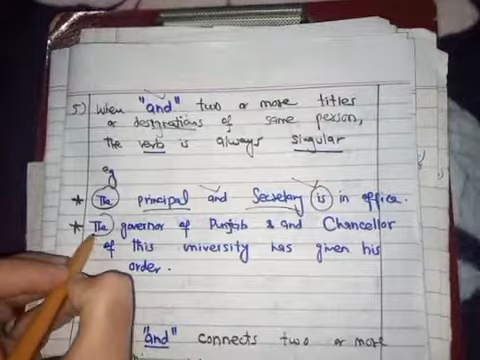 5) When "and" two or more titles
or designations of same person,
the verb is always singular
eg
* The principal and Secretary is in office.
* The governor of Punjab & and Chancellor
of this university has given his
order.
"and" connects two or more